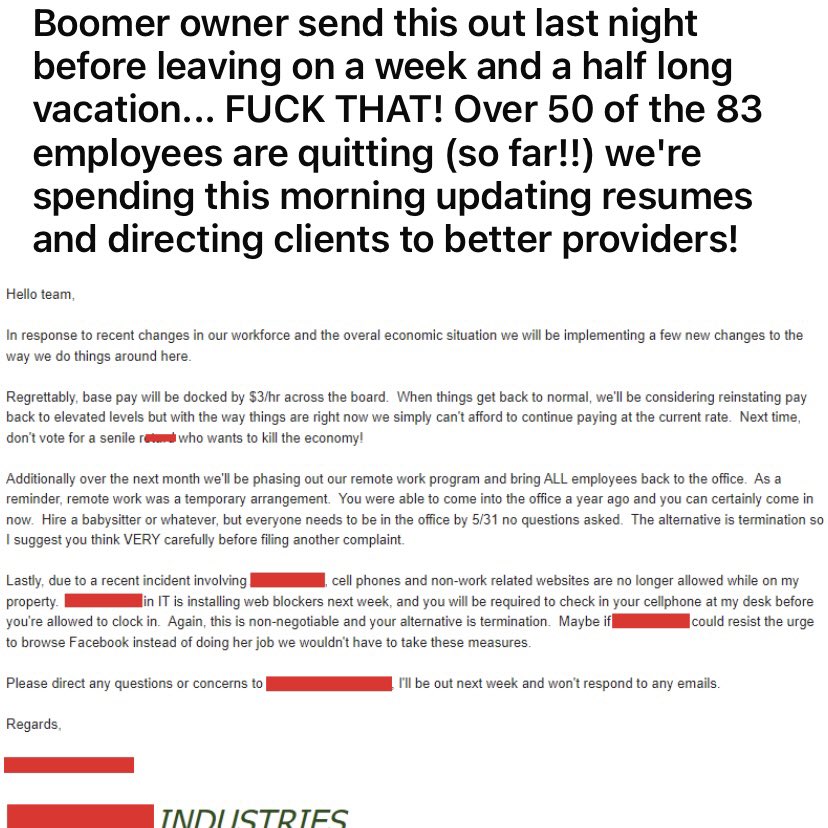 Boomer owner send this out last night
before leaving on a week and a half long
vacation... FUCK THAT! Over 50 of the 83
employees are quitting (so far!!) we're
spending this morning updating resumes
and directing clients to better providers!
Hello team,
In response to recent changes in our workforce and the overal economic situation we will be implementing a few new changes to the
way we do things around here.
Regrettably, base pay will be docked by $3/hr across the board. When things get back to normal, we'll be considering reinstating pay
back to elevated levels but with the way things are right now we simply can't afford to continue paying at the current rate. Next time,
don't vote for a senile who wants to kill the economy!
Additionally over the next month we'll be phasing out our remote work program and bring ALL employees back to the office. As a
reminder, remote work was a temporary arrangement. You were able to come into the office a year ago and you can certainly come in
now. Hire a babysitter or whatever, but everyone needs to be in the office by 5/31 no questions asked. The alternative is termination so
I suggest you think VERY carefully before filing another complaint.
Lastly, due to a recent incident involving , cell phones and non-work related websites are no longer allowed while on my
property. in IT is installing web blockers next week, and you will be required to check in your cellphone at my desk before
you're allowed to clock in. Again, this is non-negotiable and your alternative is termination. Maybe if could resist the urge
to browse Facebook instead of doing her job we wouldn't have to take these measures.
Please direct any questions or concerns to . I'll be out next week and won't respond to any emails.
Regards,
INDUSTRIES